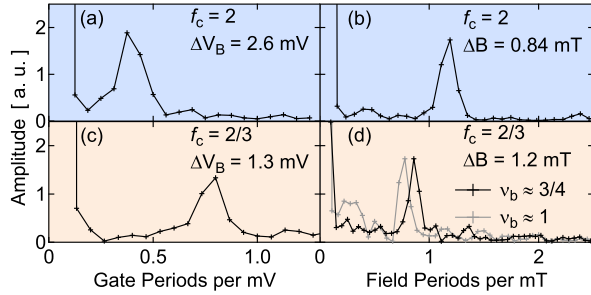 (a) f_c = 2
ΔV_B = 2.6 mV
(b) f_c = 2
ΔB = 0.84 mT
(c) f_c = 2/3
ΔV_B = 1.3 mV
(d) f_c = 2/3
ΔB = 1.2 mT
ν_b ≈ 3/4
ν_b ≈ 1
Amplitude [ a. u. ]
2
1
0
2
1
0
0 0.5 1.0
0 1 2
Gate Periods per mV
Field Periods per mT